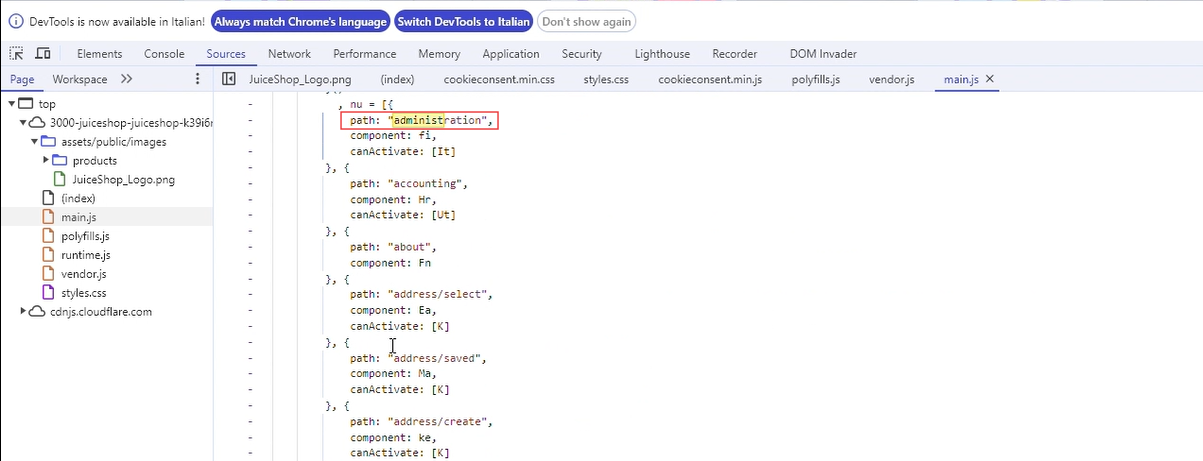 DevTools is now available in Italian! Always match Chrome's language Switch DevTools to Italian Don't show again
Elements Console Sources Network Performance Memory Application Security Lighthouse Recorder DOM Invader
Page Workspace JuiceShop_Logo.png (index) cookieconsent.min.css styles.css cookieconsent.min.js polyfills.js vendor.js main.js
top
3000-juiceshop-juiceshop-k39i6r
assets/public/images
products
JuiceShop_Logo.png
(index)
main.js
polyfills.js
runtime.js
vendor.js
styles.css
cdnjs.cloudflare.com
, nu = [{
path: "administration",
component: fi,
canActivate: [It]
}, {
path: "accounting",
component: Hr,
canActivate: [Ut]
}, {
path: "about",
component: Fn
}, {
path: "address/select",
component: Ea,
canActivate: [K]
}, {
path: "address/saved",
component: Ma,
canActivate: [K]
}, {
path: "address/create",
component: ke,
canActivate: [K]